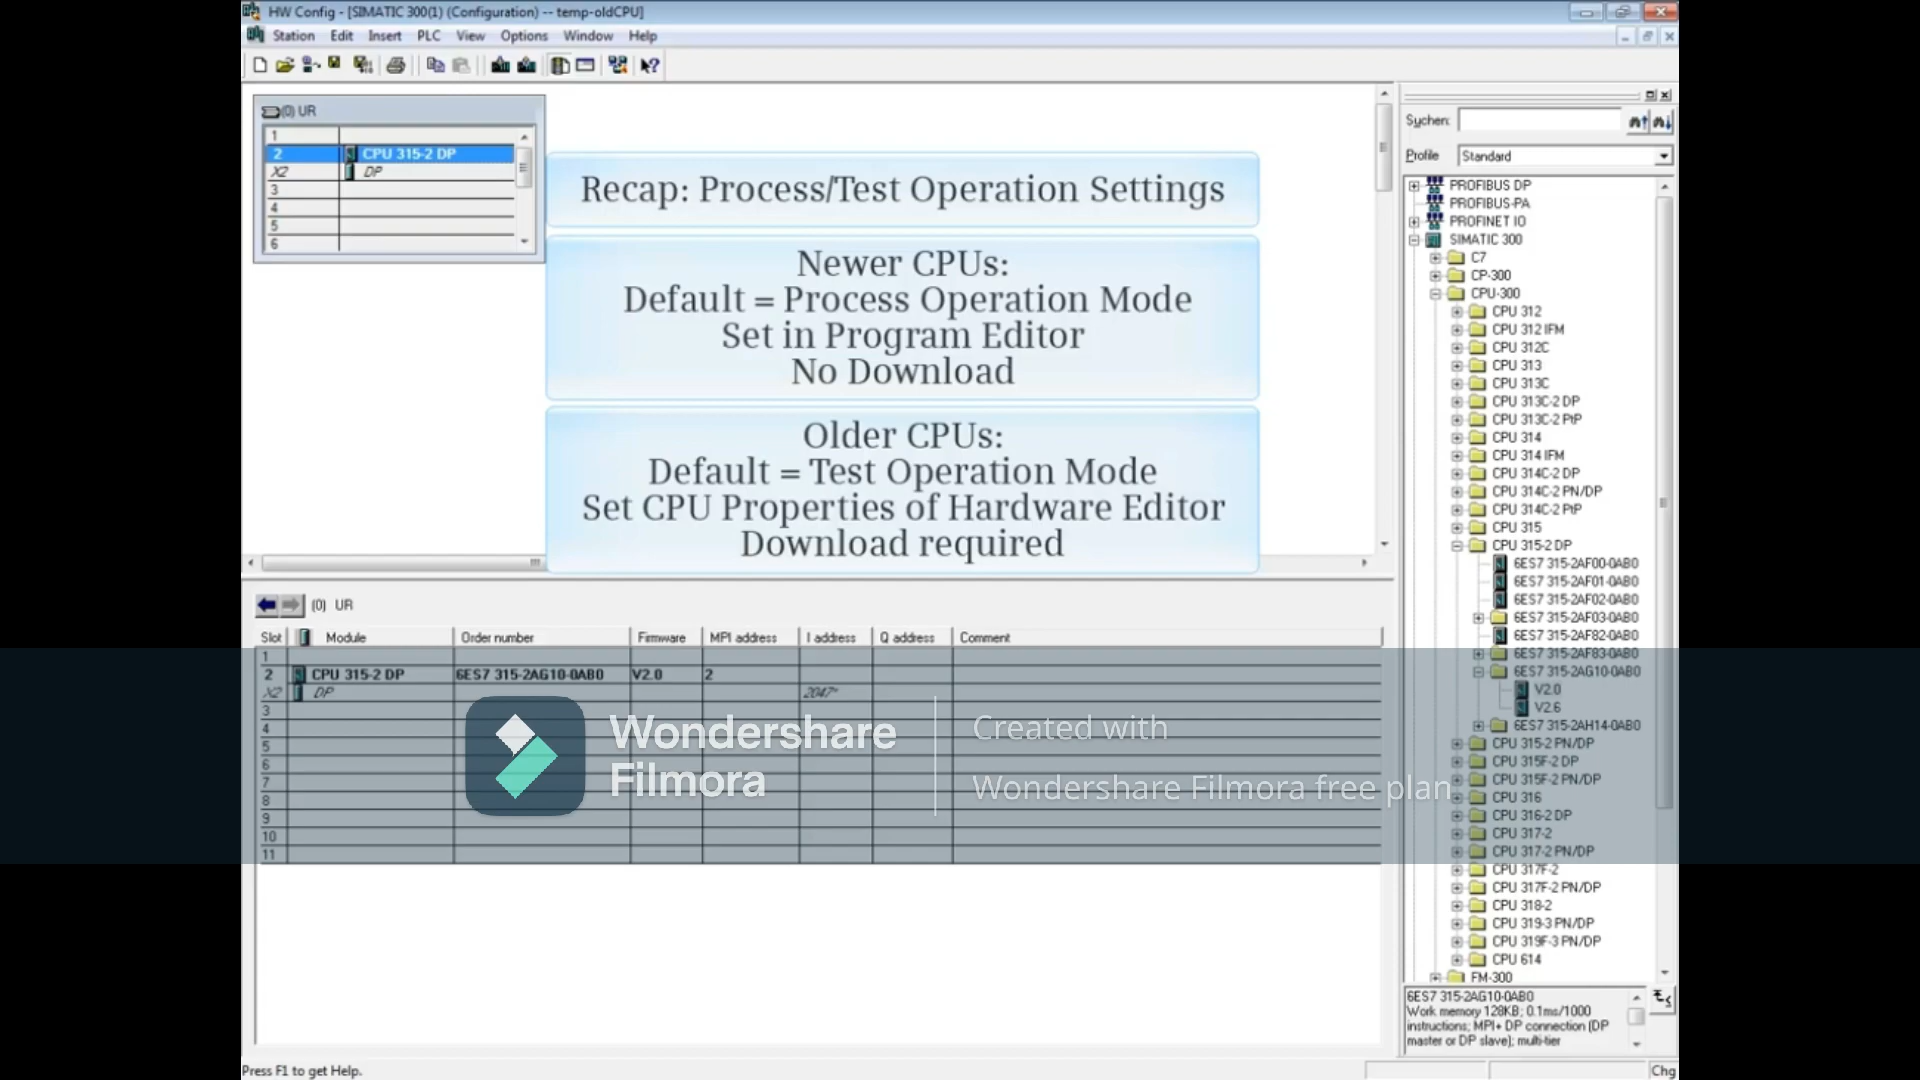 HW Config - [SIMATIC 300(1) (Configuration) -- temp-oldCPU]
Station Edit Insert PLC View Options Window Help
(0) UR
1
2 CPU 315-2 DP
X2 DP
3
4
5
6
Recap: Process/Test Operation Settings
Newer CPUs:
Default = Process Operation Mode
Set in Program Editor
No Download
Older CPUs:
Default = Test Operation Mode
Set CPU Properties of Hardware Editor
Download required
(0) UR
Slot Module Order number Firmware MPI address I address Q address Comment
1
2 CPU 315-2 DP 6ES7 315-2AG10-0AB0 V2.0 2
X2 DP 2047*
3
4
5
6
7
8
9
10
11
Wondershare
Filmora
Created with
Wondershare Filmora free plan
Suchen:
Profile Standard
PROFIBUS DP
PROFIBUS-PA
PROFINET IO
SIMATIC 300
C7
CP-300
CPU-300
CPU 312
CPU 312 IFM
CPU 312C
CPU 313
CPU 313C
CPU 313C-2 DP
CPU 313C-2 PtP
CPU 314
CPU 314 IFM
CPU 314C-2 DP
CPU 314C-2 PN/DP
CPU 314C-2 PtP
CPU 315
CPU 315-2 DP
6ES7 315-2AF00-0AB0
6ES7 315-2AF01-0AB0
6ES7 315-2AF02-0AB0
6ES7 315-2AF03-0AB0
6ES7 315-2AF82-0AB0
6ES7 315-2AF83-0AB0
6ES7 315-2AG10-0AB0
V2.0
V2.6
6ES7 315-2AH14-0AB0
CPU 315-2 PN/DP
CPU 315F-2 DP
CPU 315F-2 PN/DP
CPU 316
CPU 316-2 DP
CPU 317-2
CPU 317-2 PN/DP
CPU 317F-2
CPU 317F-2 PN/DP
CPU 318-2
CPU 319-3 PN/DP
CPU 319F-3 PN/DP
CPU 614
FM-300
6ES7 315-2AG10-0AB0
Work memory 128KB; 0.1ms/1000
instructions; MPI+ DP connection (DP
master or DP slave); multi-tier
Press F1 to get Help.
Chg